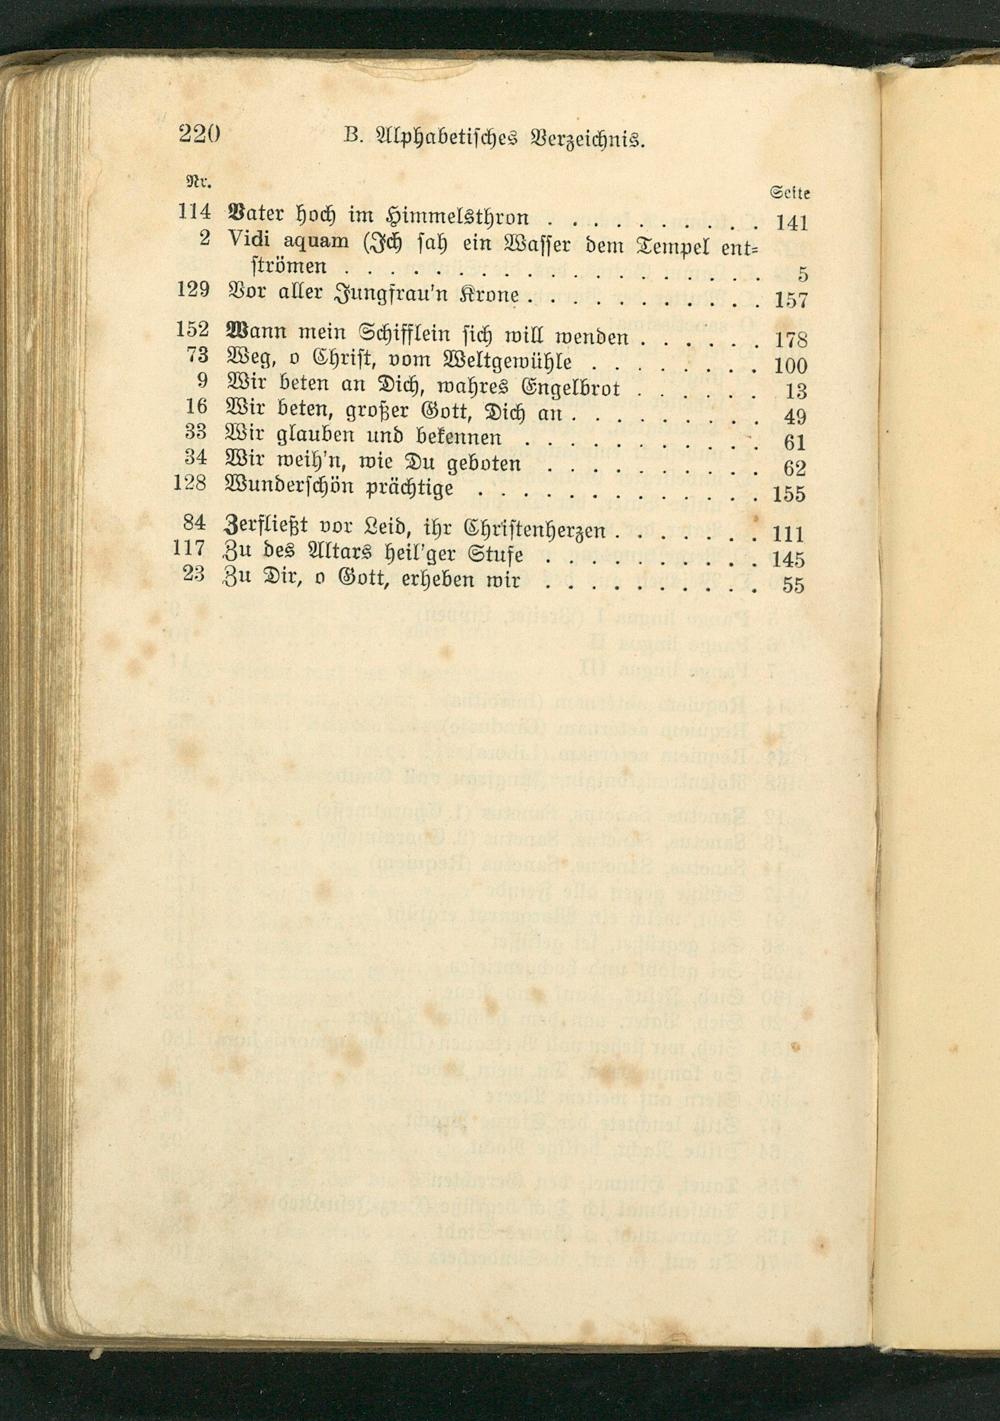 220 B. Alphabetisches Verzeichnis.
Nr. Seite
114 Vater hoch im Himmelsthron . . . . . . . . . . 141
2 Vidi aquam (Ich sah ein Wasser dem Tempel ent-
strömen . . . . . . . . . . . . . . . . . 5
129 Vor aller Jungfrau'n Krone . . . . . . . . . . . 157
152 Wann mein Schifflein sich will wenden . . . . . . 178
73 Weg, o Christ, vom Weltgewühle . . . . . . . . 100
9 Wir beten an Dich, wahres Engelbrot . . . . . . 13
16 Wir beten, großer Gott, Dich an . . . . . . . . . 49
33 Wir glauben und bekennen . . . . . . . . . . . 61
34 Wir weih'n, wie Du geboten . . . . . . . . . . 62
128 Wunderschön prächtige . . . . . . . . . . . . . 155
84 Zerfließt vor Leid, ihr Christenherzen . . . . . . . 111
117 Zu des Altars heil'ger Stufe . . . . . . . . . . 145
23 Zu Dir, o Gott, erheben wir . . . . . . . . . . 55